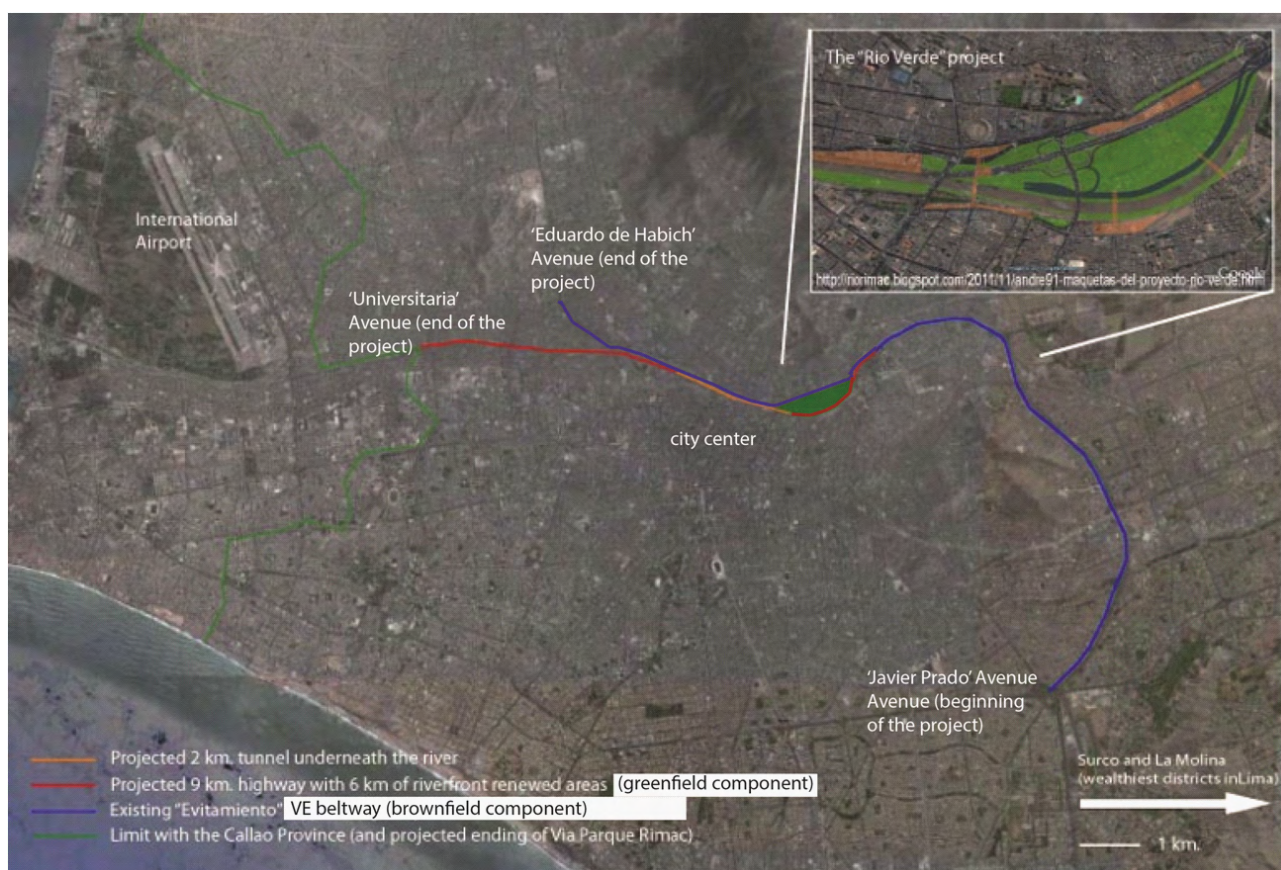 The "Rio Verde" project
Google
http://riorimac.blogspot.com/2011/11/andre91-maquetas-del-proyecto-rio-verde.html
International
Airport
'Eduardo de Habich'
Avenue (end of the
project)
'Universitaria'
Avenue (end of the
project)
city center
'Javier Prado' Avenue
Avenue (beginning
of the project)
Projected 2 km. tunnel underneath the river
Projected 9 km. highway with 6 km of riverfront renewed areas (greenfield component)
Existing "Evitamiento" VE beltway (brownfield component)
Limit with the Callao Province (and projected ending of Via Parque Rimac)
Surco and La Molina
(wealthiest districts inLima)
1 km.